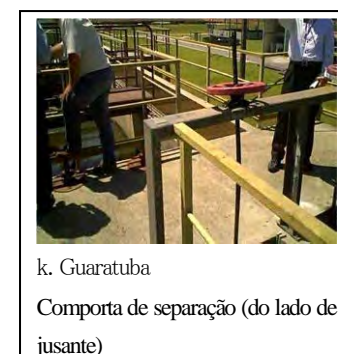 k. Guaratuba
Comporta de separação (do lado de
jusante)